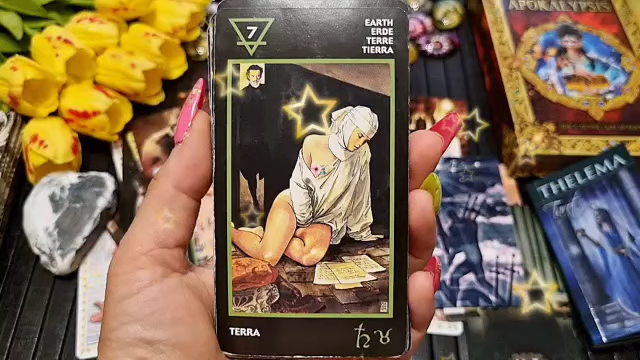 7
EARTH
ERDE
TERRE
TIERRA
TERRA
♄ ♉
APOKALYPSIS
THELEMA